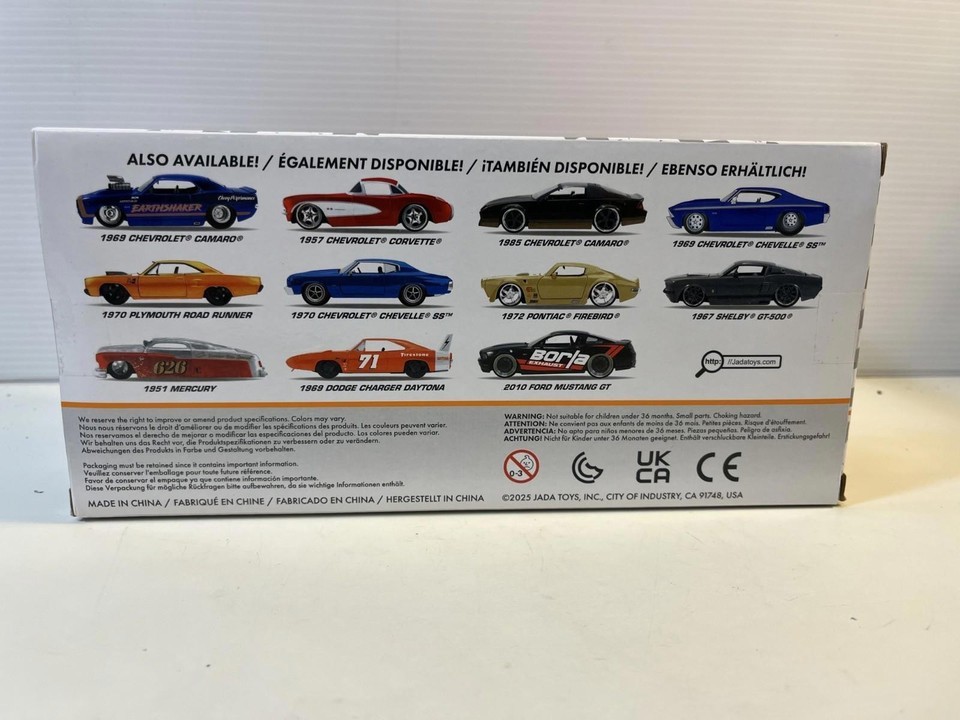 ALSO AVAILABLE! / ÉGALEMENT DISPONIBLE! / ¡TAMBIÉN DISPONIBLE! / EBENSO ERHÄLTLICH!
EARTHSHAKER
Chevy Performance
1969 CHEVROLET® CAMARO®
1957 CHEVROLET® CORVETTE®
1985 CHEVROLET® CAMARO®
1969 CHEVROLET® CHEVELLE SS™
1970 PLYMOUTH ROAD RUNNER
1970 CHEVROLET® CHEVELLE SS™
1972 PONTIAC® FIREBIRD®
1967 SHELBY® GT-500®
626
1951 MERCURY
71
Firestone
1969 DODGE CHARGER DAYTONA
Borla
EXHAUST
2010 FORD MUSTANG GT
http: //Jadatoys.com
We reserve the right to improve or amend product specifications. Colors may vary.
Nous nous réservons le droit d'améliorer ou de modifier les spécifications des produits. Les couleurs peuvent varier.
Nos reservamos el derecho de mejorar o modificar las especificaciones del producto. Los colores pueden variar.
Wir behalten uns das Recht vor, die Produktspezifikationen zu verbessern oder zu verändern.
Abweichungen des Produkts in Farbe und Gestaltung vorbehalten.
Packaging must be retained since it contains important information.
Veuillez conserver l'emballage pour toute future référence.
Favor de conservar el empaque ya que contiene información importante.
Diese Verpackung für mögliche Rückfragen bitte aufbewahren, da sie wichtige Informationen enthält.
MADE IN CHINA / FABRIQUÉ EN CHINE / FABRICADO EN CHINA / HERGESTELLT IN CHINA
WARNING: Not suitable for children under 36 months. Small parts. Choking hazard.
ATTENTION: Ne convient pas aux enfants de moins de 36 mois. Petites pièces. Risque d'étouffement.
ADVERTENCIA: No apto para niños menores de 36 meses. Piezas pequeñas. Peligro de asfixia.
ACHTUNG! Nicht für Kinder unter 36 Monaten geeignet. Enthält verschluckbare Kleinteile. Erstickungsgefahr!
0-3
UK
CA
CE
©2025 JADA TOYS, INC., CITY OF INDUSTRY, CA 91748, USA